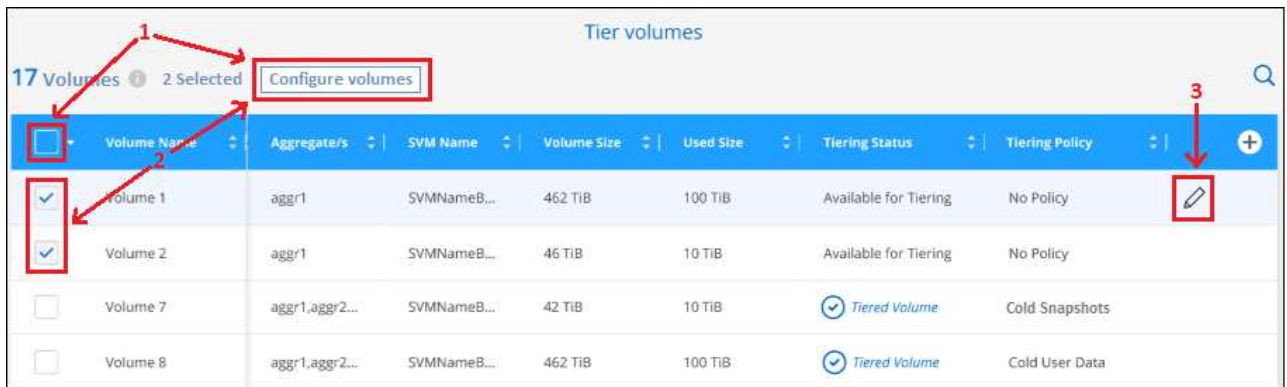 Tier volumes
1
17 Volumes 2 Selected Configure volumes
3
Volume Name Aggregate/s SVM Name Volume Size Used Size Tiering Status Tiering Policy
2
Volume 1 aggr1 SVMNameB... 462 TiB 100 TiB Available for Tiering No Policy
Volume 2 aggr1 SVMNameB... 46 TiB 10 TiB Available for Tiering No Policy
Volume 7 aggr1,aggr2... SVMNameB... 42 TiB 10 TiB Tiered Volume Cold Snapshots
Volume 8 aggr1,aggr2... SVMNameB... 462 TiB 100 TiB Tiered Volume Cold User Data